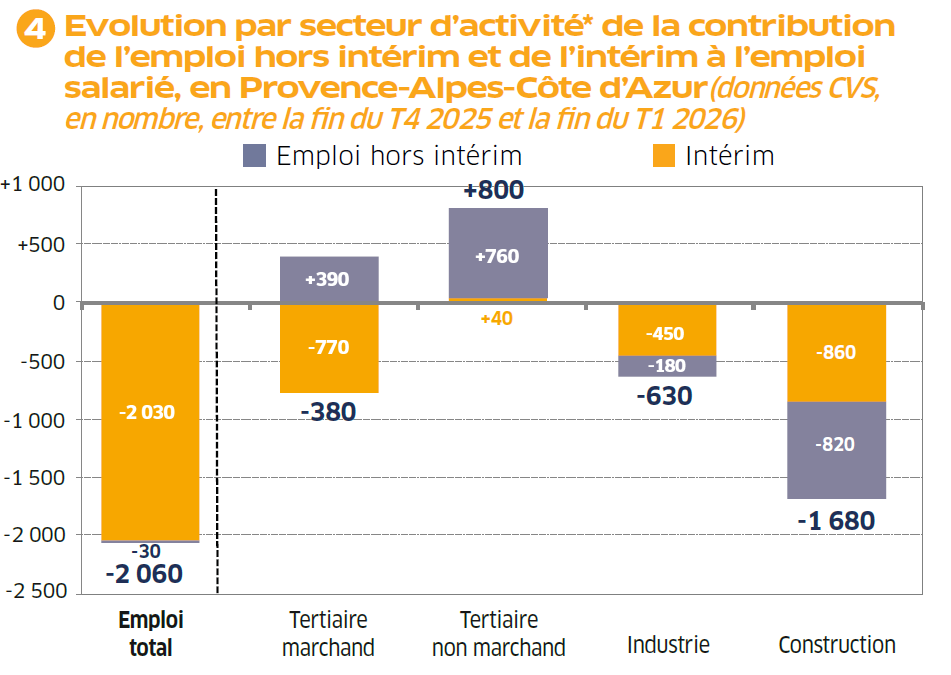 4 Evolution par secteur d'activité* de la contribution
de l'emploi hors intérim et de l'intérim à l'emploi
salarié, en Provence-Alpes-Côte d'Azur (données CVS,
en nombre, entre la fin du T4 2025 et la fin du T1 2026)
Emploi hors intérim Intérim
+1 000
+500
0
-500
-1 000
-1 500
-2 000
-2 500
-2 030
-30
-2 060
+390
-770
-380
+800
+760
+40
-450
-180
-630
-860
-820
-1 680
Emploi
total
Tertiaire
marchand
Tertiaire
non marchand
Industrie
Construction